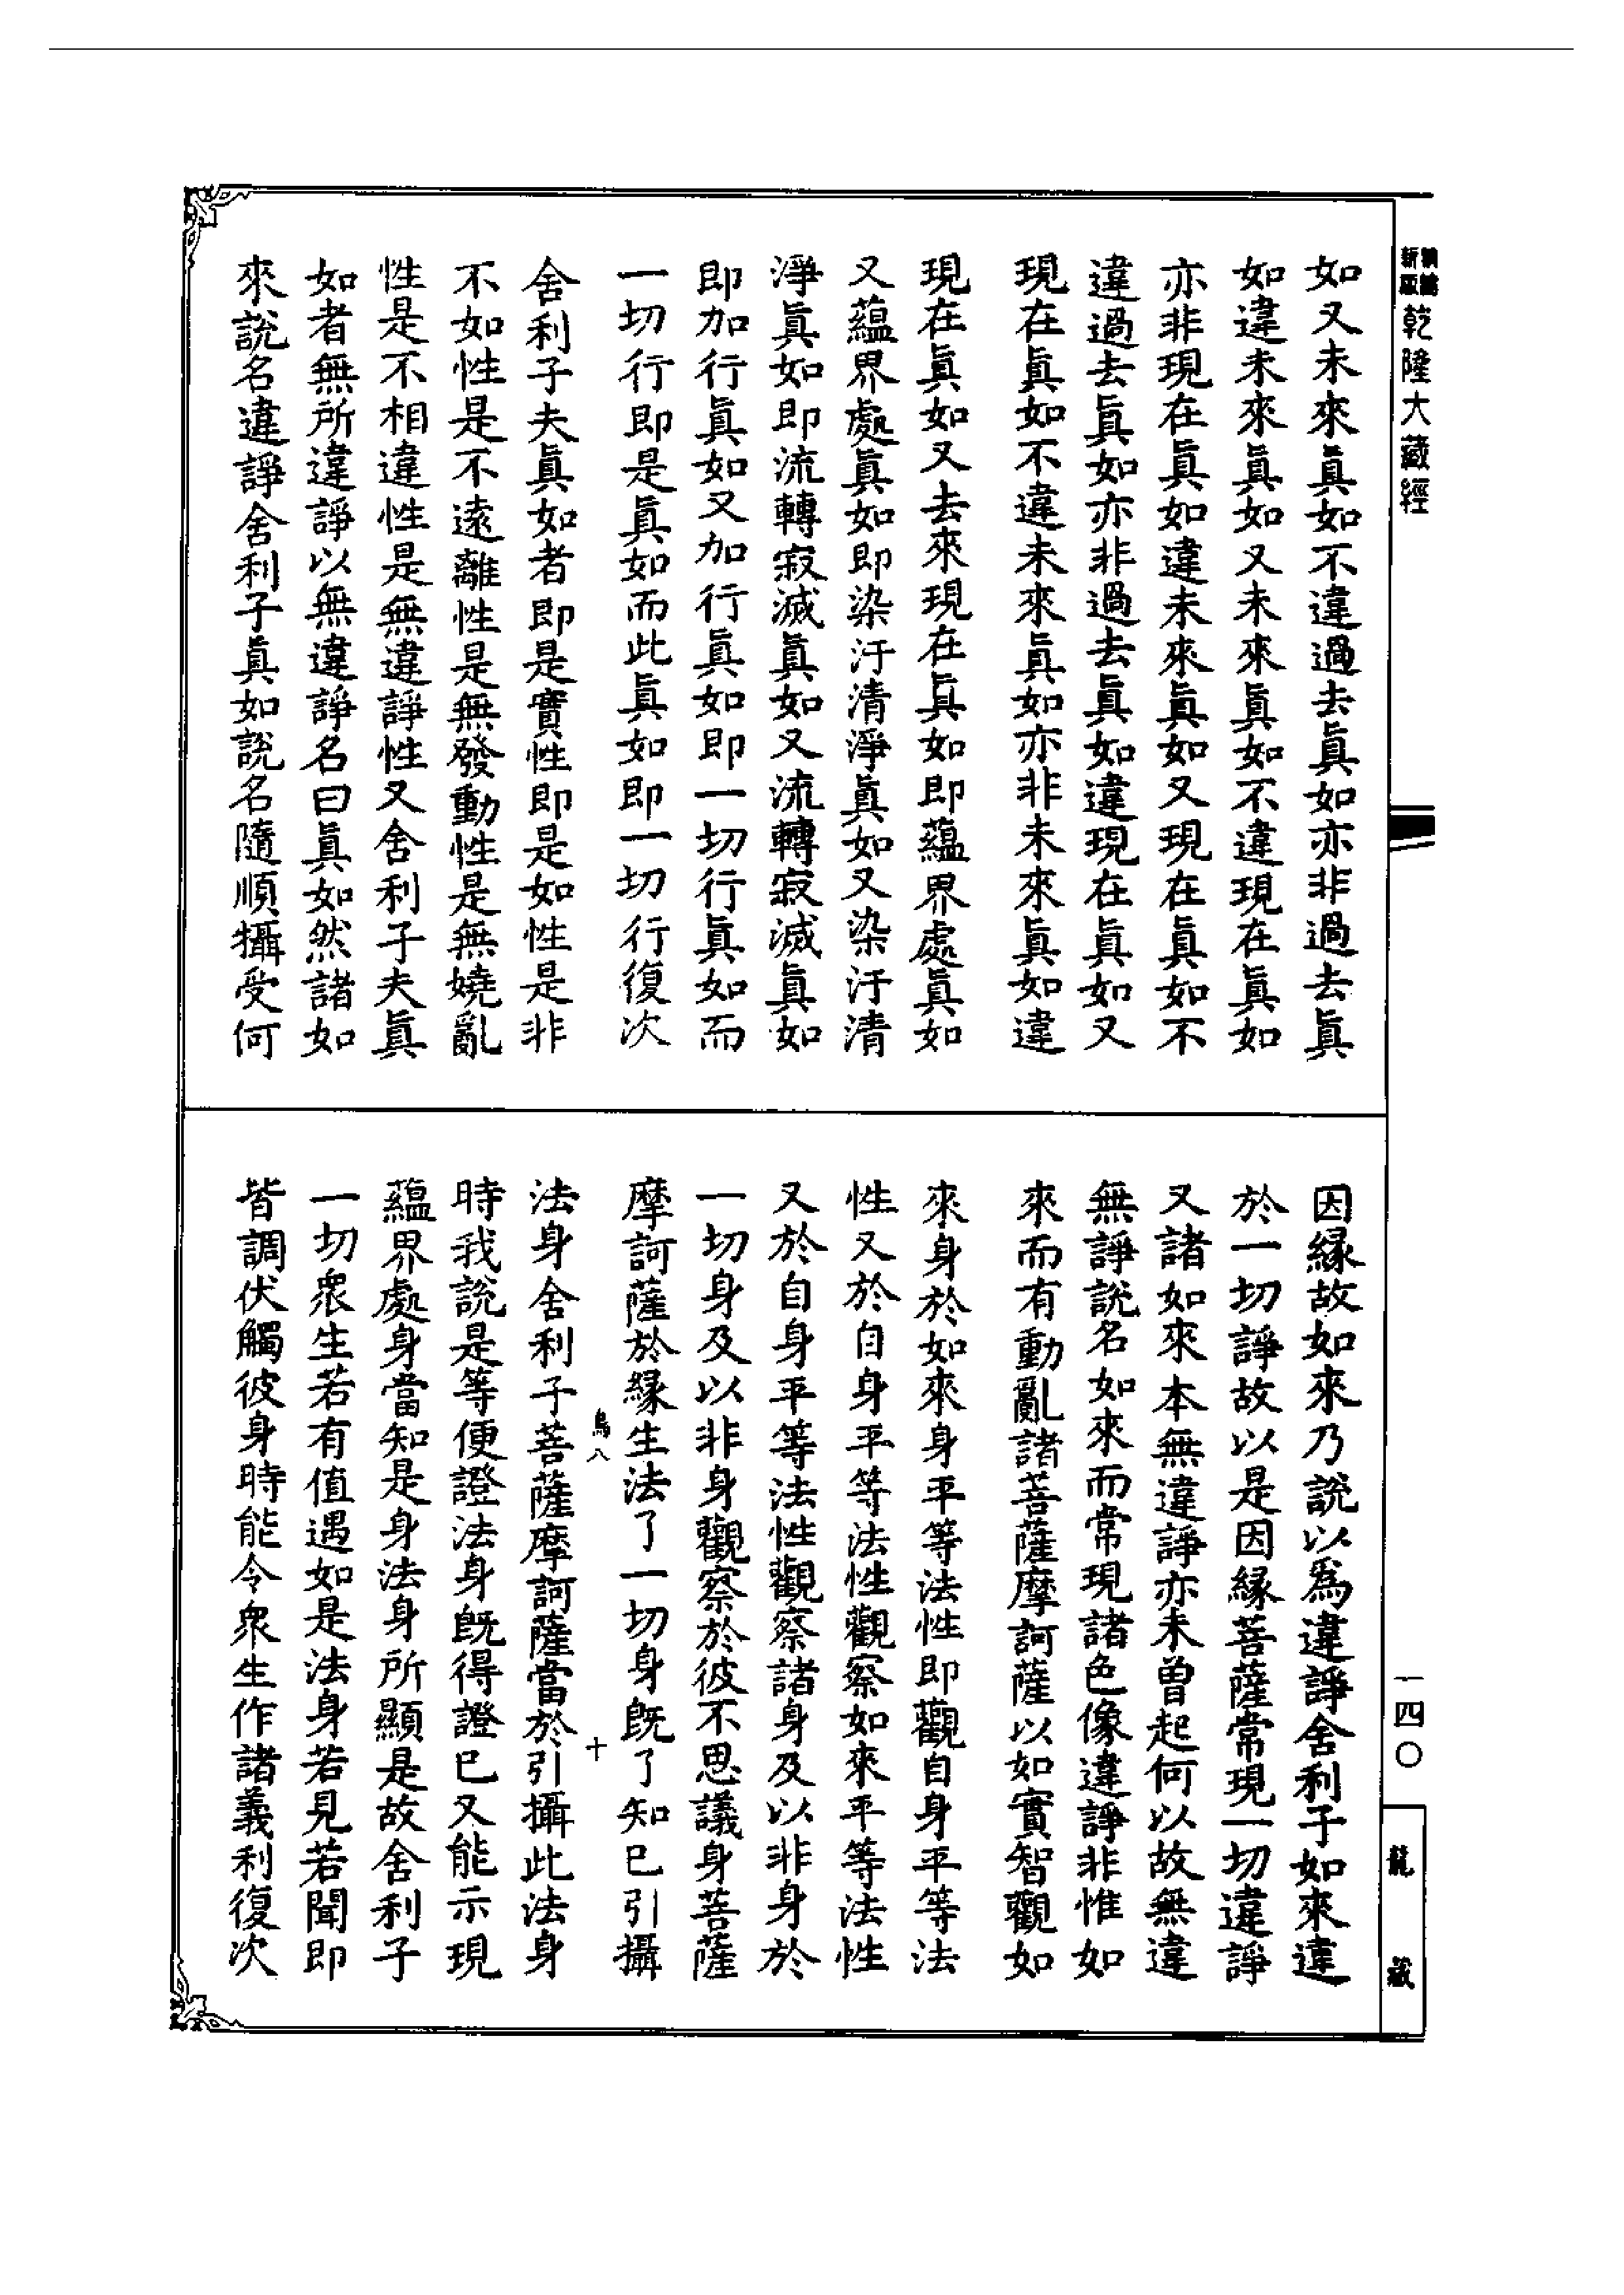 新版
乾隆大藏經
如又未來眞如不違過去眞如亦非過去眞
如違未來眞如又未來眞如不違現在眞如
亦非現在眞如違未來眞如又現在眞如不
違過去眞如亦非過去眞如違現在眞如又
現在眞如不違未來眞如亦非未來眞如違
現在眞如又去來現在眞如即蘊界處眞如
又蘊界處眞如即染汙清淨眞如又染汙清
淨眞如即流轉寂滅眞如又流轉寂滅眞如
即加行眞如又加行眞如即一切行眞如而
一切行即是眞如而此眞如即一切行復次
舍利子夫眞如者即是實性即是如性是非
不如性是不遠離性是無發動性是無嬈亂
性是不相違性是無違諍性又舍利子夫眞
如者無所違諍以無違諍名曰眞如然諸如
來說名違諍舍利子眞如說名隨順攝受何
因緣故如來乃說以爲違諍舍利子如來違
於一切諍故以是因緣菩薩常現一切違諍
又諸如來本無違諍亦未曾起何以故無違
無諍說名如來而常現諸色像違諍非惟如
來而有動亂諸菩薩摩訶薩以如實智觀如
來身於如來身平等法性即觀自身平等法
性又於自身平等法性觀察如來平等法性
又於自身平等法性觀察諸身及以非身於
一切身及以非身觀察於彼不思議身菩薩
摩訶薩於緣生法了一切身旣了知已引攝
鳥八
十
法身舍利子菩薩摩訶薩當於引攝此法身
時我說是等便證法身旣得證已又能示現
蘊界處身當知是身法身所顯是故舍利子
一切衆生若有值遇如是法身若見若聞即
皆調伏觸彼身時能令衆生作諸義利復次
一四〇
龍藏